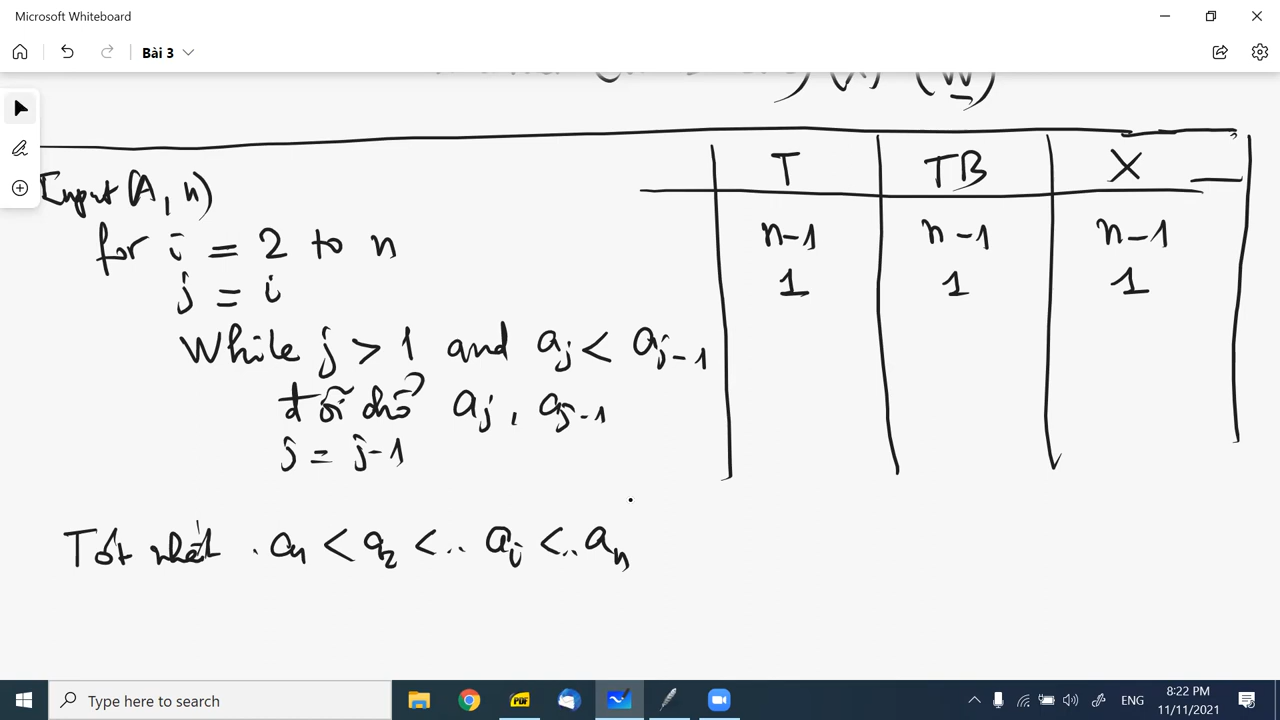 Microsoft Whiteboard
Bài 3
T TB X
Input(A, n)
for i = 2 to n n-1 n-1 n-1
j = i 1 1 1
While j > 1 and aj < aj-1
đổi chỗ aj, aj-1
j = j-1
Tốt nhất . a1 < a2 < .. ai < .. an
Type here to search
ENG
8:22 PM
11/11/2021